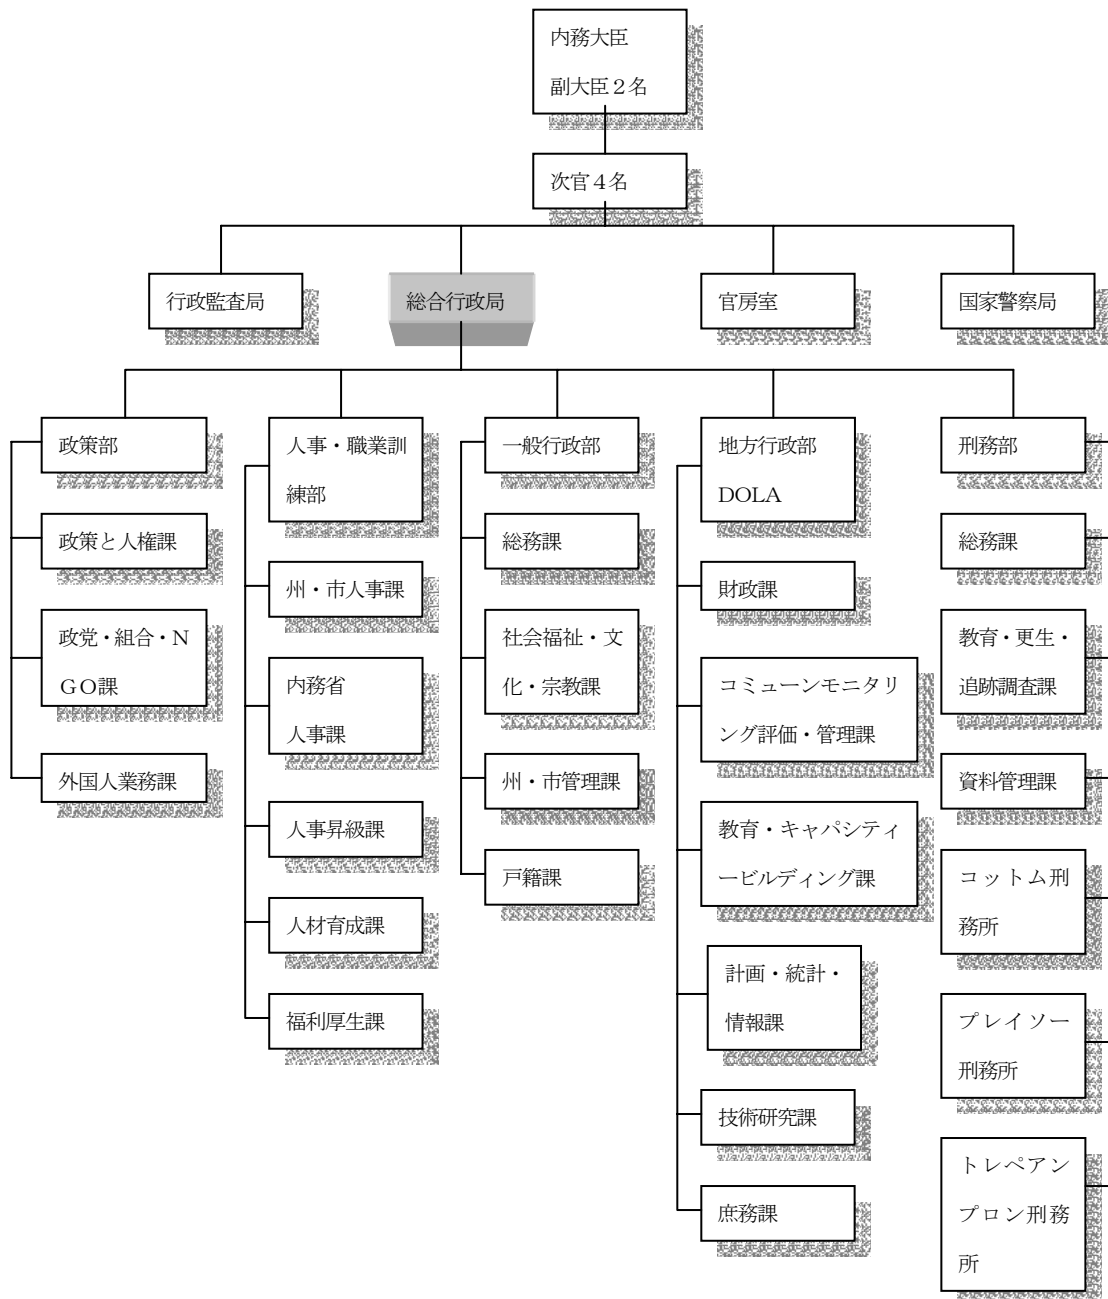 内務大臣
副大臣２名
次官４名
行政監査局
総合行政局
官房室
国家警察局
政策部
政策と人権課
政党・組合・Ｎ
ＧＯ課
外国人業務課
人事・職業訓
練部
州・市人事課
内務省
人事課
人事昇級課
人材育成課
福利厚生課
一般行政部
総務課
社会福祉・文
化・宗教課
州・市管理課
戸籍課
地方行政部
DOLA
財政課
コミューンモニタリ
ング評価・管理課
教育・キャパシティ
ービルディング課
計画・統計・
情報課
技術研究課
庶務課
刑務部
総務課
教育・更生・
追跡調査課
資料管理課
コットム刑
務所
プレイソー
刑務所
トレペアン
プロン刑務
所